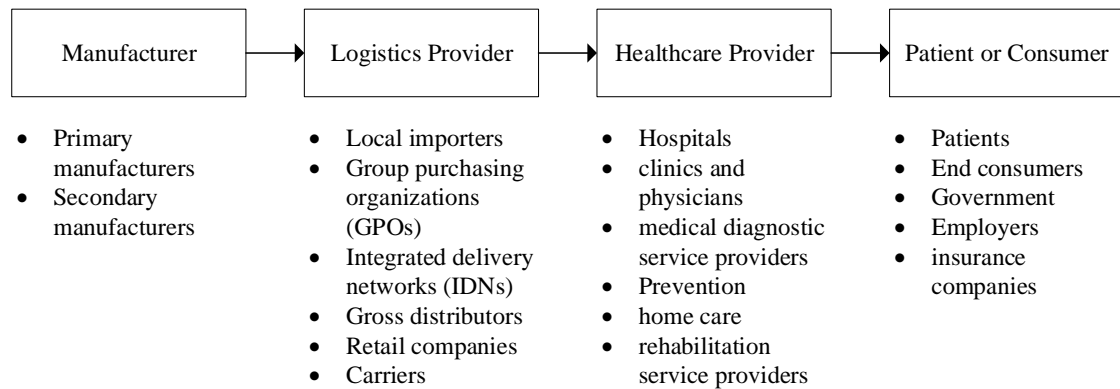 Manufacturer
Logistics Provider
Healthcare Provider
Patient or Consumer
• Primary
manufacturers
• Secondary
manufacturers
• Local importers
• Group purchasing
organizations
(GPOs)
• Integrated delivery
networks (IDNs)
• Gross distributors
• Retail companies
• Carriers
• Hospitals
• clinics and
physicians
• medical diagnostic
service providers
• Prevention
• home care
• rehabilitation
service providers
• Patients
• End consumers
• Government
• Employers
• insurance
companies